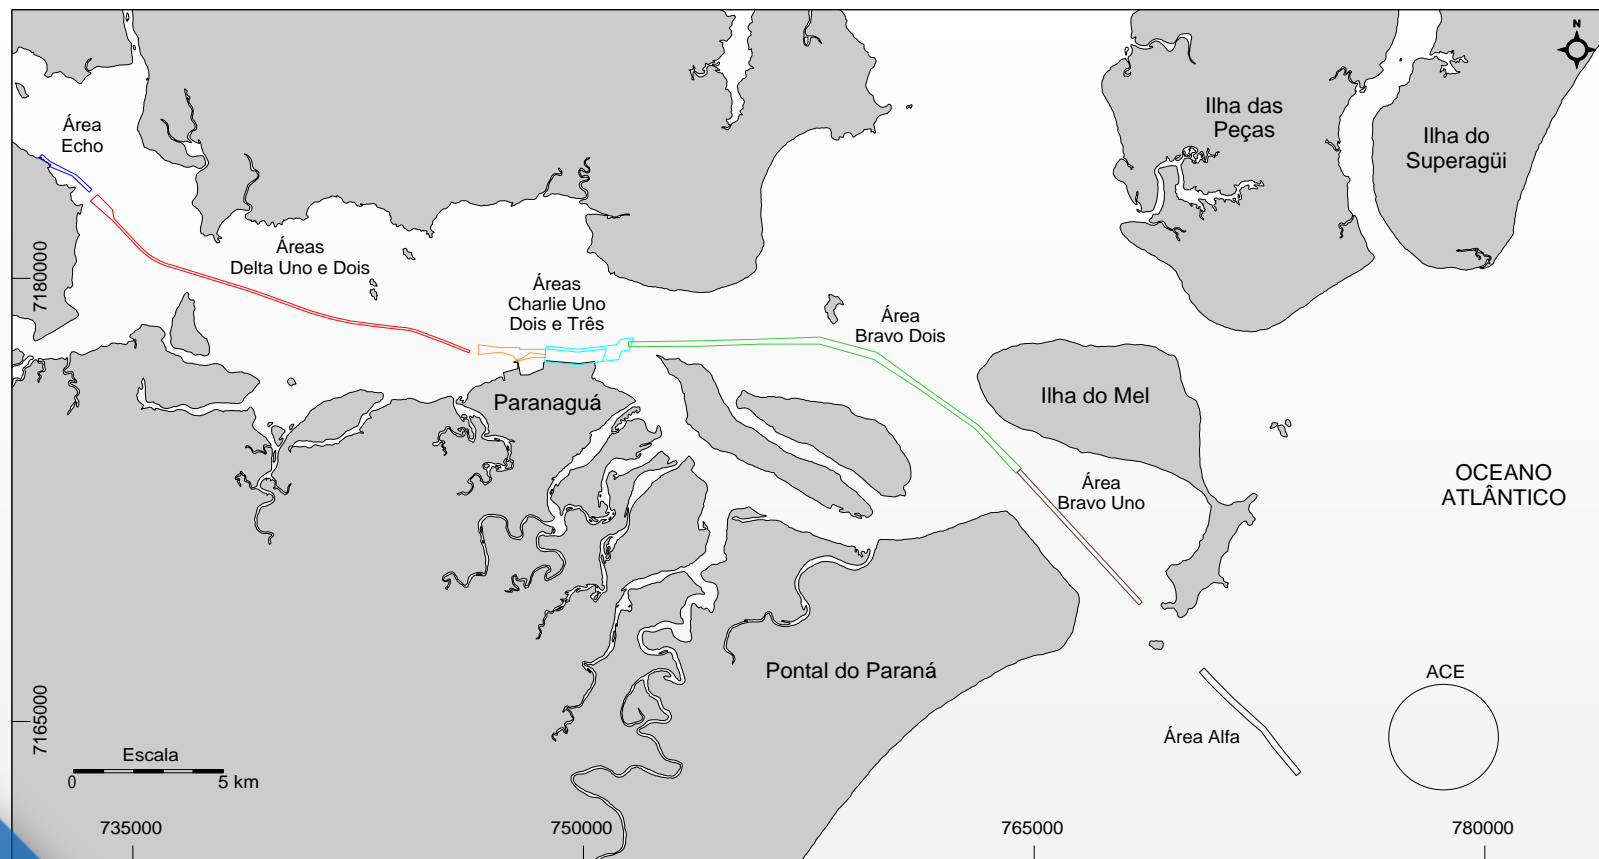 N
Área
Echo
Ilha das
Peças
Ilha do
Superagüi
Áreas
Delta Uno e Dois
Áreas
Charlie Uno
Dois e Três
Área
Bravo Dois
7180000
Paranaguá
Ilha do Mel
Área
Bravo Uno
OCEANO
ATLÂNTICO
Pontal do Paraná
ACE
7165000
Área Alfa
Escala
0 5 km
735000 750000 765000 780000